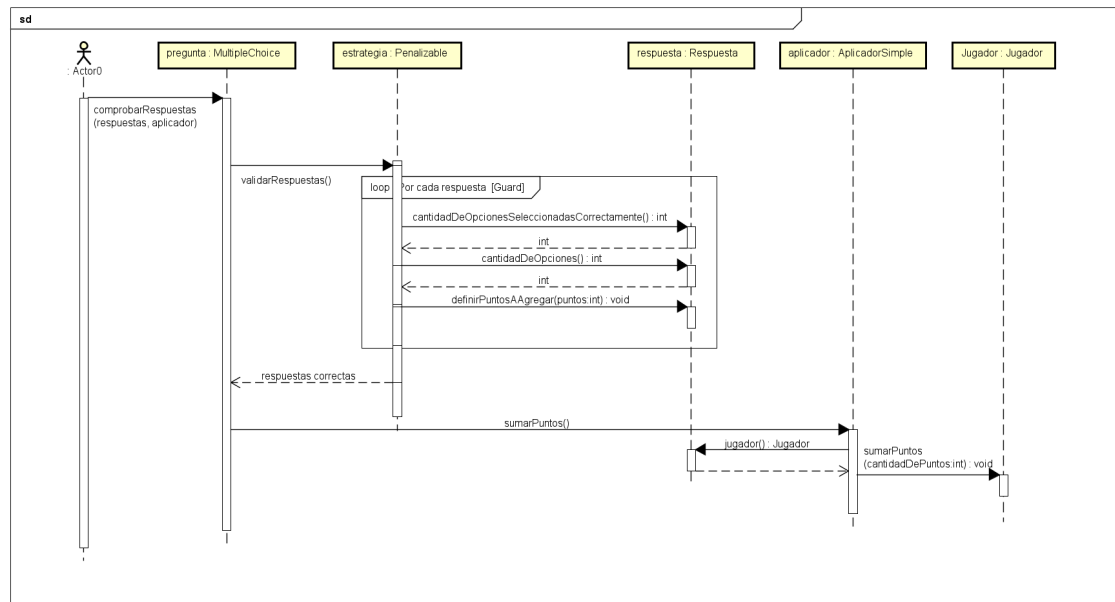 sd
: Actor0
pregunta : MultipleChoice
estrategia : Penalizable
respuesta : Respuesta
aplicador : AplicadorSimple
Jugador : Jugador
comprobarRespuestas
(respuestas, aplicador)
validarRespuestas()
loop
Por cada respuesta [Guard]
cantidadDeOpcionesSeleccionadasCorrectamente() : int
int
cantidadDeOpciones() : int
int
definirPuntosAAgregar(puntos:int) : void
respuestas correctas
sumarPuntos()
jugador() : Jugador
sumarPuntos
(cantidadDePuntos:int) : void